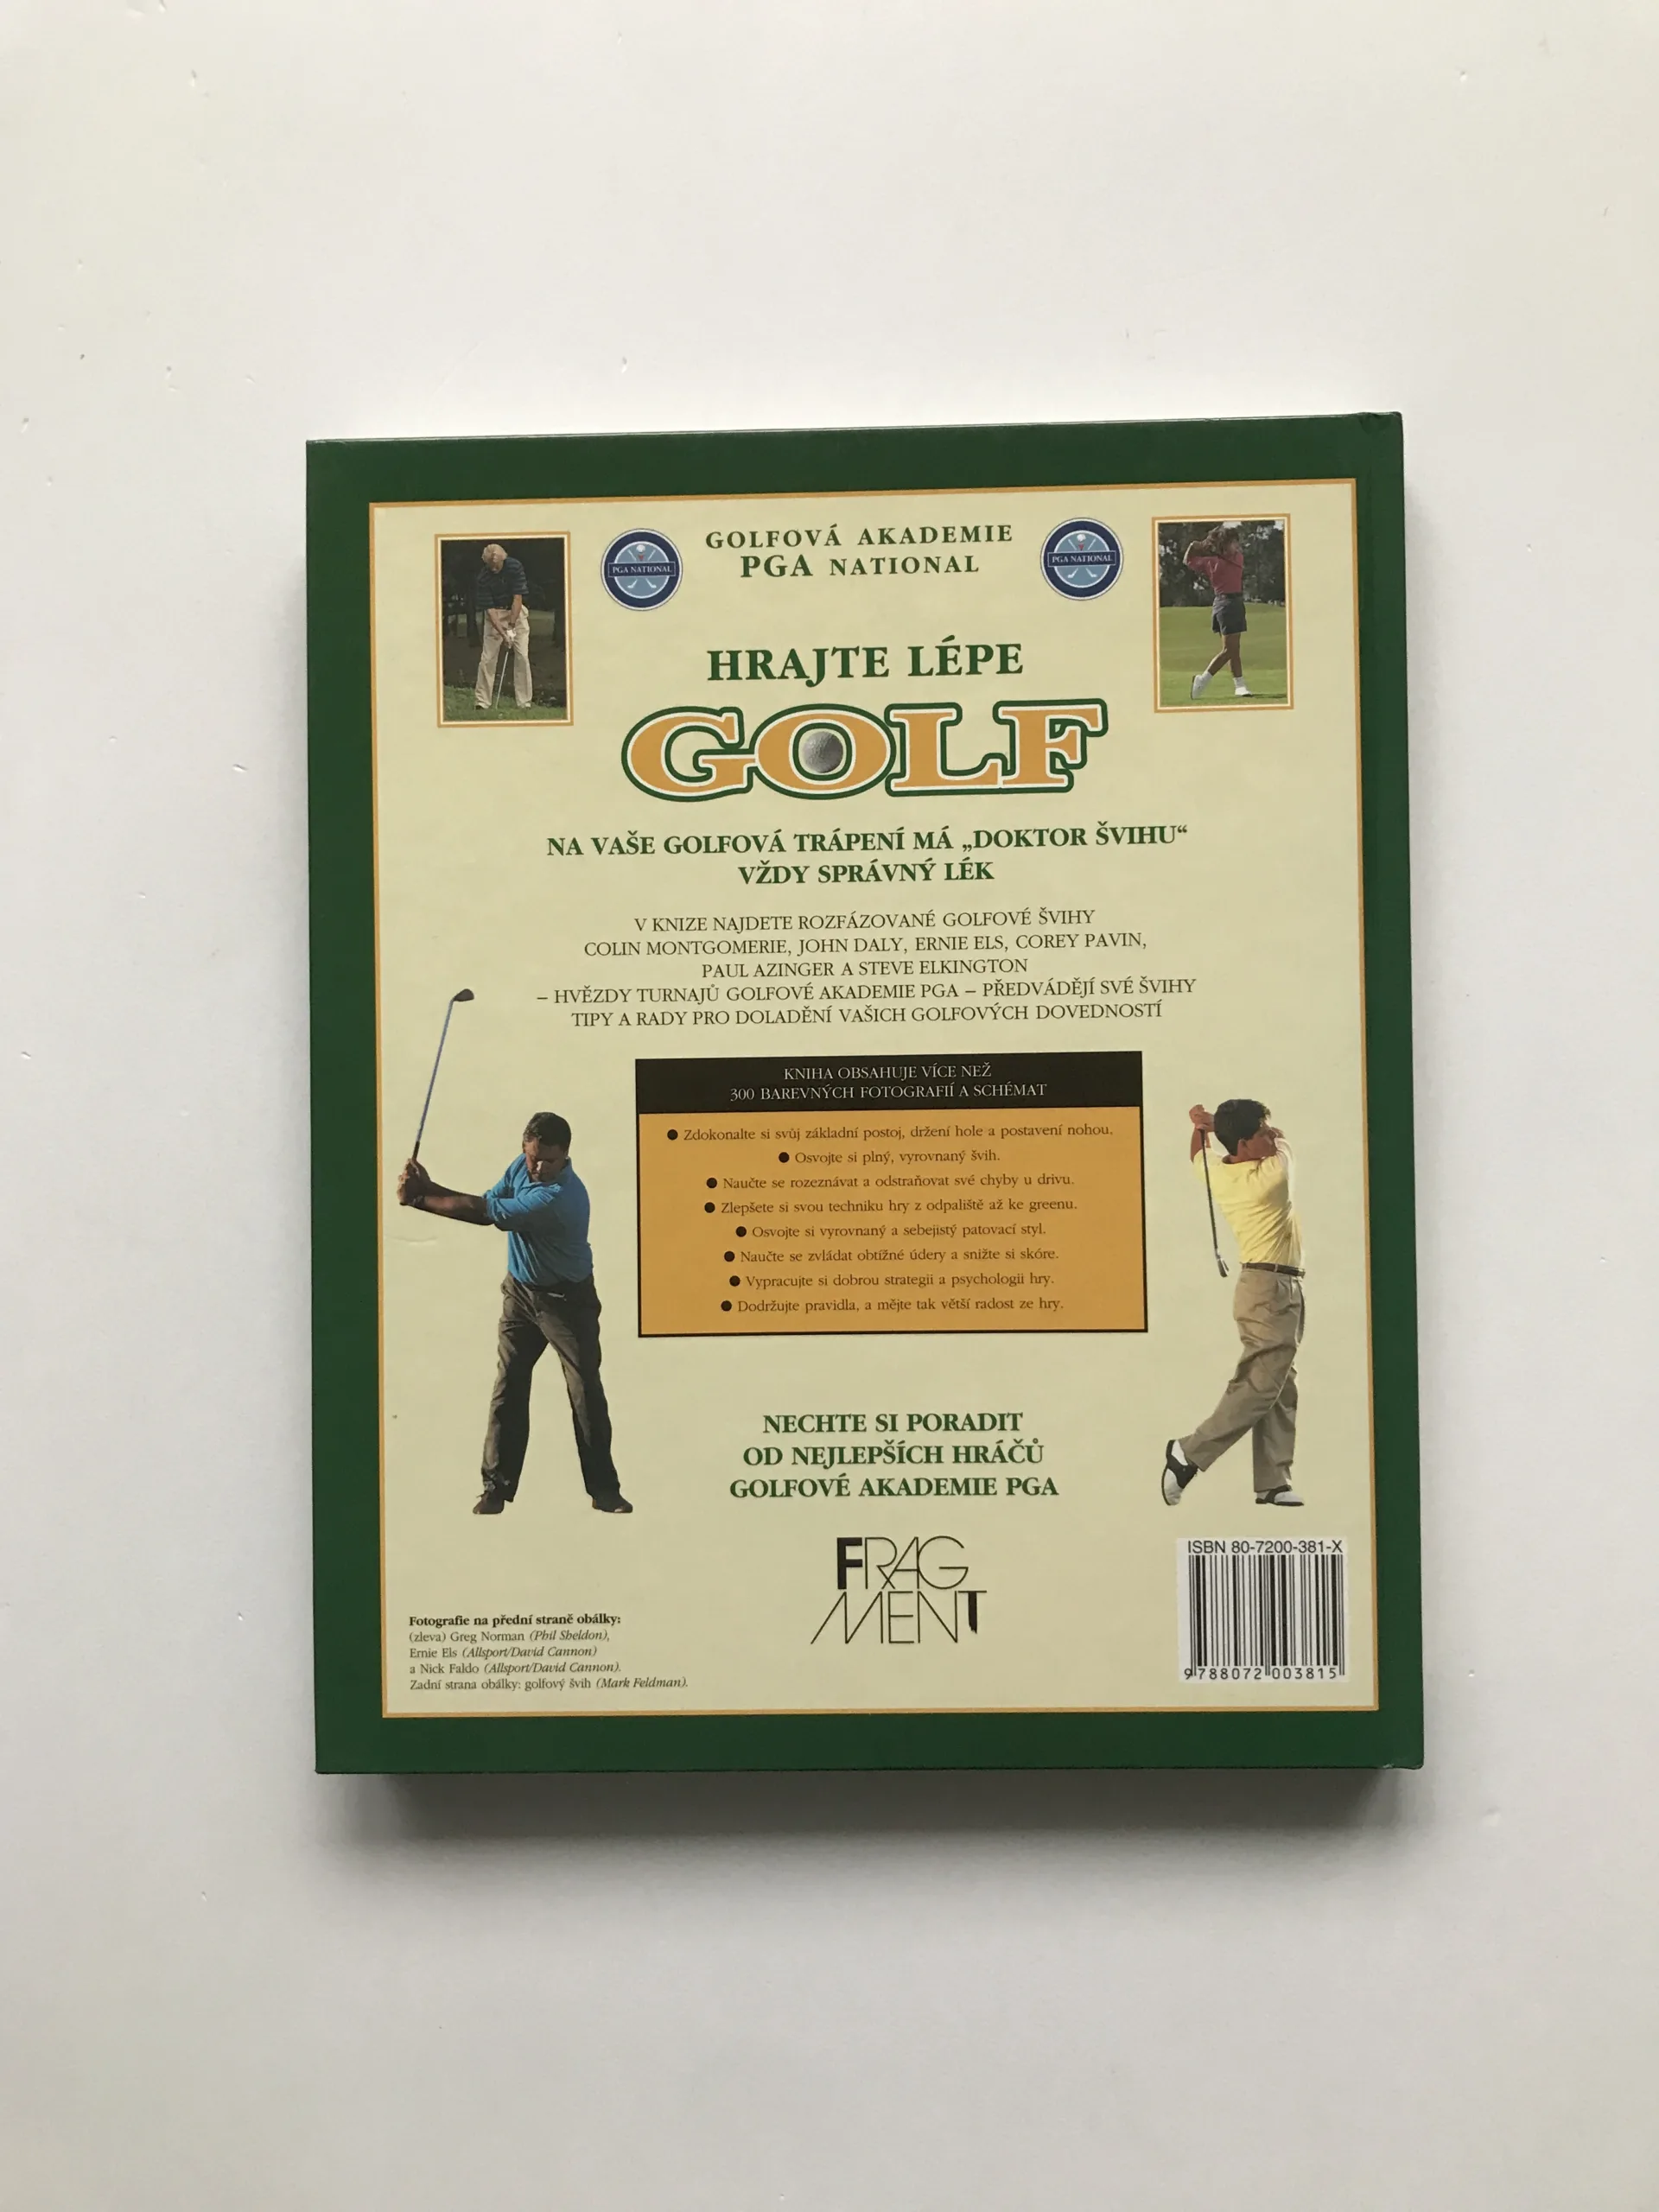 GOLFOVÁ AKADEMIE
PGA NATIONAL
PGA NATIONAL
PGA NATIONAL
HRAJTE LÉPE
GOLF
NA VAŠE GOLFOVÁ TRÁPENÍ MÁ „DOKTOR ŠVIHU“
VŽDY SPRÁVNÝ LÉK
V KNIZE NAJDETE ROZFÁZOVANÉ GOLFOVÉ ŠVIHY
COLIN MONTGOMERIE, JOHN DALY, ERNIE ELS, COREY PAVIN,
PAUL AZINGER A STEVE ELKINGTON
– HVĚZDY TURNAJŮ GOLFOVÉ AKADEMIE PGA – PŘEDVÁDĚJÍ SVÉ ŠVIHY
TIPY A RADY PRO DOLADĚNÍ VAŠICH GOLFOVÝCH DOVEDNOSTÍ
KNIHA OBSAHUJE VÍCE NEŽ
300 BAREVNÝCH FOTOGRAFIÍ A SCHÉMAT
● Zdokonalte si svůj základní postoj, držení hole a postavení nohou.
● Osvojte si plný, vyrovnaný švih.
● Naučte se rozeznávat a odstraňovat své chyby u drivu.
● Zlepšete si svou techniku hry z odpaliště až ke greenu.
● Osvojte si vyrovnaný a sebejistý patovací styl.
● Naučte se zvládat obtížné údery a snižte si skóre.
● Vypracujte si dobrou strategii a psychologii hry.
● Dodržujte pravidla, a mějte tak větší radost ze hry.
NECHTE SI PORADIT
OD NEJLEPŠÍCH HRÁČŮ
GOLFOVÉ AKADEMIE PGA
FRAG
MENT
Fotografie na přední straně obálky:
(zleva) Greg Norman (Phil Sheldon),
Ernie Els (Allsport/David Cannon)
a Nick Faldo (Allsport/David Cannon).
Zadní strana obálky: golfový švih (Mark Feldman).
ISBN 80-7200-381-X
9 788072 003815